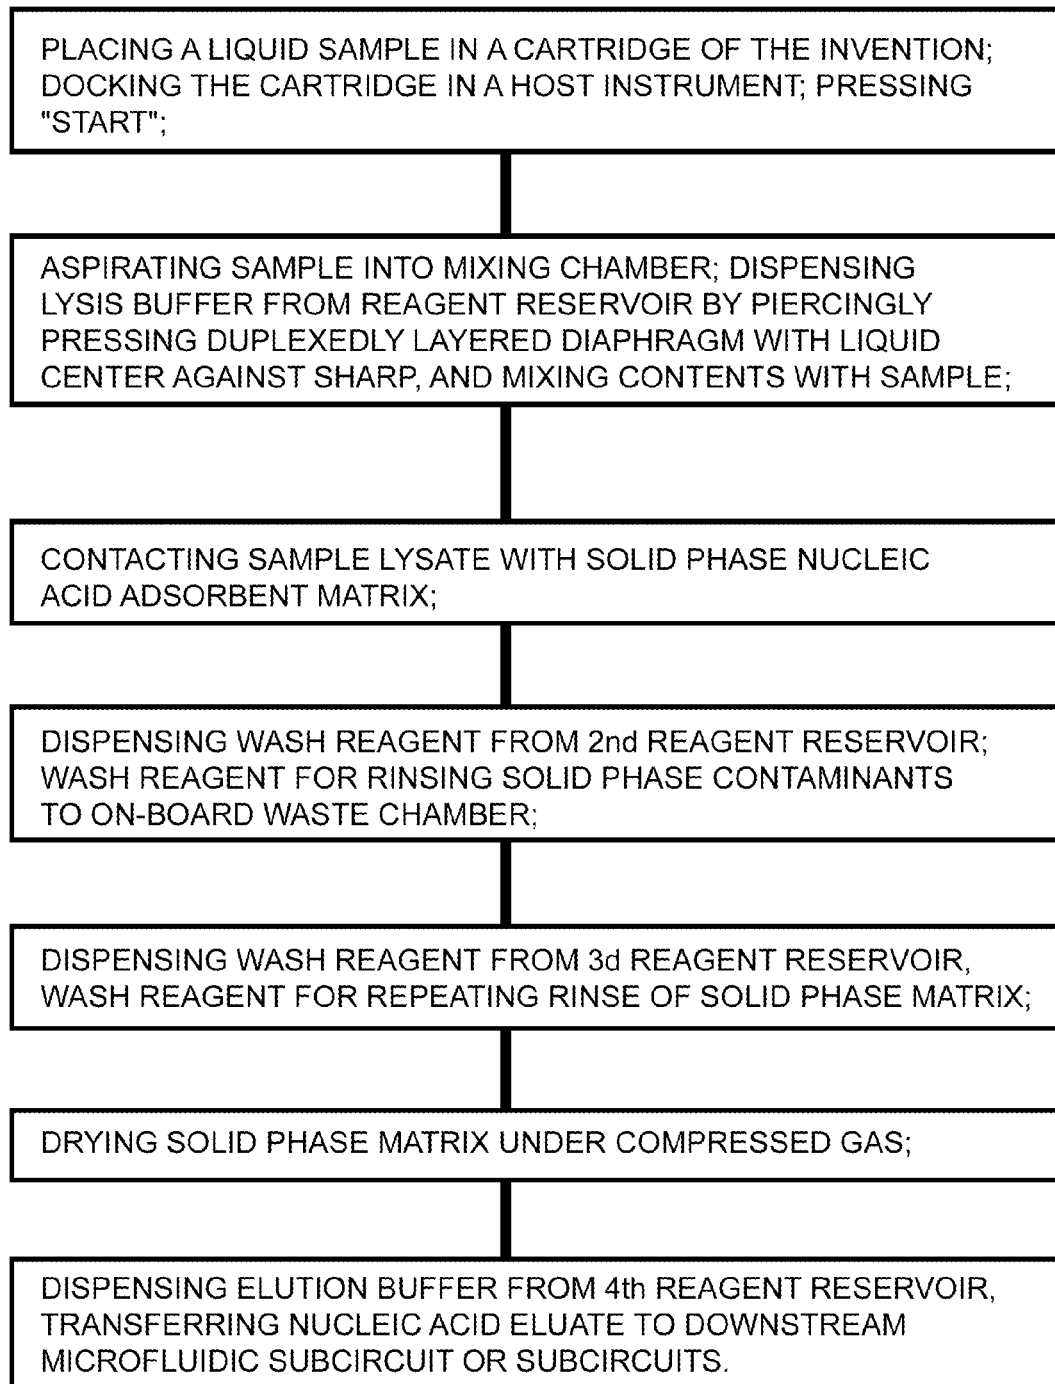 PLACING A LIQUID SAMPLE IN A CARTRIDGE OF THE INVENTION;
DOCKING THE CARTRIDGE IN A HOST INSTRUMENT; PRESSING
"START";
ASPIRATING SAMPLE INTO MIXING CHAMBER; DISPENSING
LYSIS BUFFER FROM REAGENT RESERVOIR BY PIERCINGLY
PRESSING DUPLEXEDLY LAYERED DIAPHRAGM WITH LIQUID
CENTER AGAINST SHARP, AND MIXING CONTENTS WITH SAMPLE;
CONTACTING SAMPLE LYSATE WITH SOLID PHASE NUCLEIC
ACID ADSORBENT MATRIX;
DISPENSING WASH REAGENT FROM 2nd REAGENT RESERVOIR;
WASH REAGENT FOR RINSING SOLID PHASE CONTAMINANTS
TO ON-BOARD WASTE CHAMBER;
DISPENSING WASH REAGENT FROM 3d REAGENT RESERVOIR,
WASH REAGENT FOR REPEATING RINSE OF SOLID PHASE MATRIX;
DRYING SOLID PHASE MATRIX UNDER COMPRESSED GAS;
DISPENSING ELUTION BUFFER FROM 4th REAGENT RESERVOIR,
TRANSFERRING NUCLEIC ACID ELUATE TO DOWNSTREAM
MICROFLUIDIC SUBCIRCUIT OR SUBCIRCUITS.